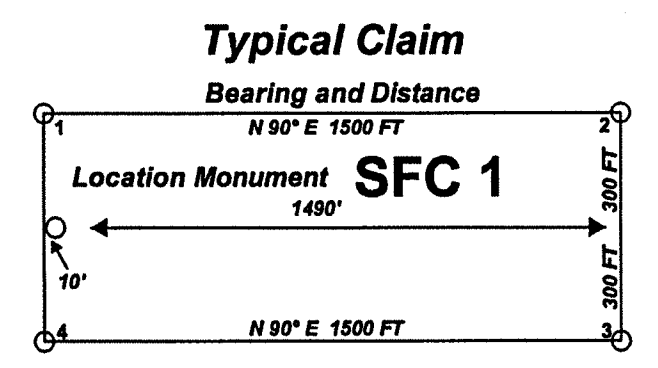 Typical Claim
Bearing and Distance
1 N 90° E 1500 FT 2
Location Monument SFC 1
300 FT
1490'
10'
300 FT
4 N 90° E 1500 FT 3